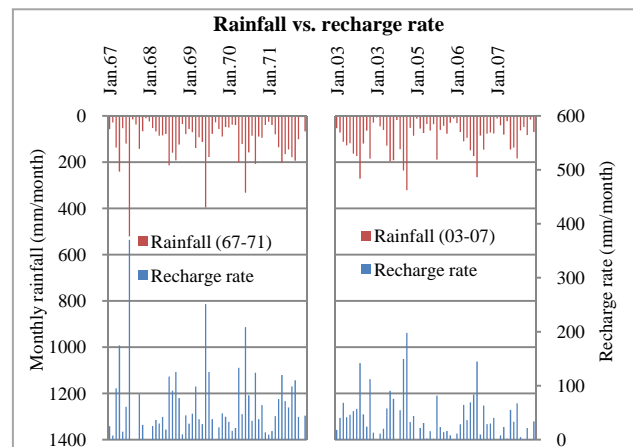 Rainfall vs. recharge rate
Jan.67 Jan.68 Jan.69 Jan.70 Jan.71 Jan.03 Jan.03 Jan.05 Jan.06 Jan.07
0 600
200 500
400 400
600 300
800 200
1000 100
1200 0
1400
Monthly rainfall (mm/month)
Recharge rate (mm/month)
Rainfall (67-71) Rainfall (03-07)
Recharge rate Recharge rate